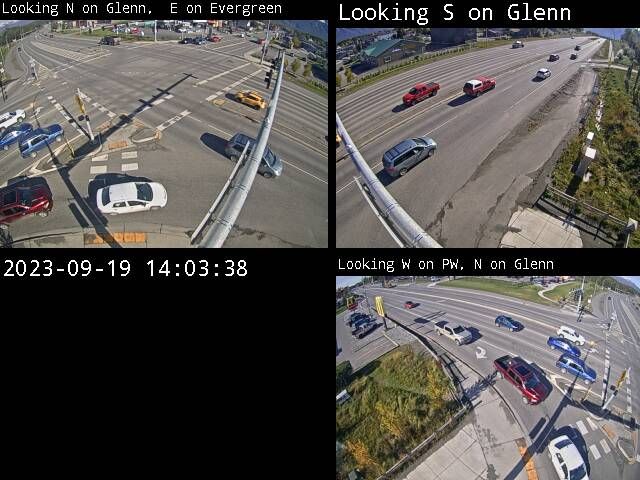 Looking N on Glenn,  E on Evergreen
Looking S on Glenn
2023-09-19 14:03:38
Looking W on PW, N on Glenn